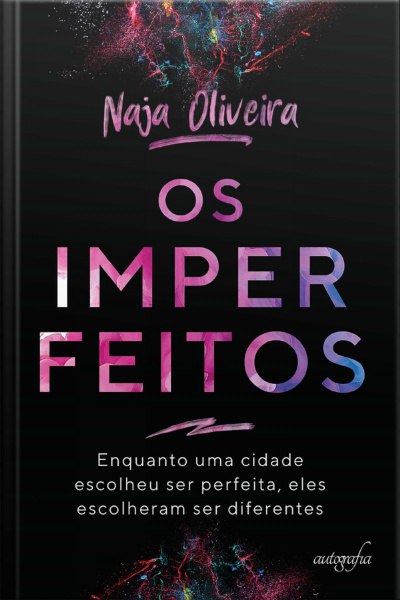 Naja Oliveira
OS
IMPER
FEITOS
Enquanto uma cidade
escolheu ser perfeita, eles
escolheram ser diferentes
autografia